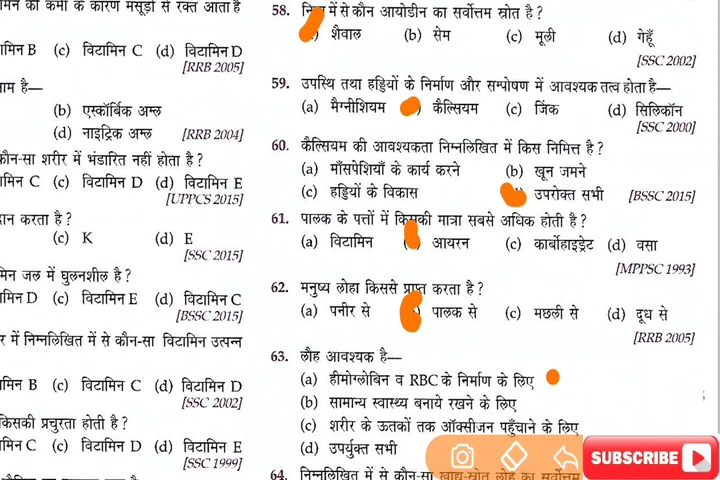 मिन की कमी के कारण मसूड़ों से रक्त आता है
मिन B (c) विटामिन C (d) विटामिन D
[RRB 2005]
ाम है—
(b) एस्कॉर्बिक अम्ल
(d) नाइट्रिक अम्ल [RRB 2004]
कौन-सा शरीर में भंडारित नहीं होता है ?
मिन C (c) विटामिन D (d) विटामिन E
[UPPCS 2015]
दान करता है ?
(c) K (d) E
[SSC 2015]
मिन जल में घुलनशील है ?
मिन D (c) विटामिन E (d) विटामिन C
[BSSC 2015]
र में निम्नलिखित में से कौन-सा विटामिन उत्पन्न
मिन B (c) विटामिन C (d) विटामिन D
[SSC 2002]
किसकी प्रचुरता होती है ?
मिन C (c) विटामिन D (d) विटामिन E
[SSC 1999]
58. में से कौन आयोडीन का सर्वोत्तम स्रोत है ?
शैवाल (b) सेम (c) मूली (d) गेहूँ
[SSC 2002]
59. उपस्थि तथा हड्डियों के निर्माण और सम्पोषण में आवश्यक तत्व होता है—
(a) मैग्नीशियम कैल्सियम (c) जिंक (d) सिलिकॉन
[SSC 2000]
60. कैल्सियम की आवश्यकता निम्नलिखित में किस निमित्त है ?
(a) माँसपेशियाँ के कार्य करने (b) खून जमने
(c) हड्डियों के विकास उपरोक्त सभी [BSSC 2015]
61. पालक के पत्तों में किसकी मात्रा सबसे अधिक होती है ?
(a) विटामिन आयरन (c) कार्बोहाइड्रेट (d) वसा
[MPPSC 1993]
62. मनुष्य लोहा किससे प्राप्त करता है ?
(a) पनीर से पालक से (c) मछली से (d) दूध से
[RRB 2005]
63. लौह आवश्यक है—
(a) हीमोग्लोबिन व RBC के निर्माण के लिए
(b) सामान्य स्वास्थ्य बनाये रखने के लिए
(c) शरीर के ऊतकों तक ऑक्सीजन पहुँचाने के लिए
(d) उपर्युक्त सभी
64. निम्नलिखित में से कौन-सा खाद्य-स्रोत लोह का सर्वोत्तम
SUBSCRIBE